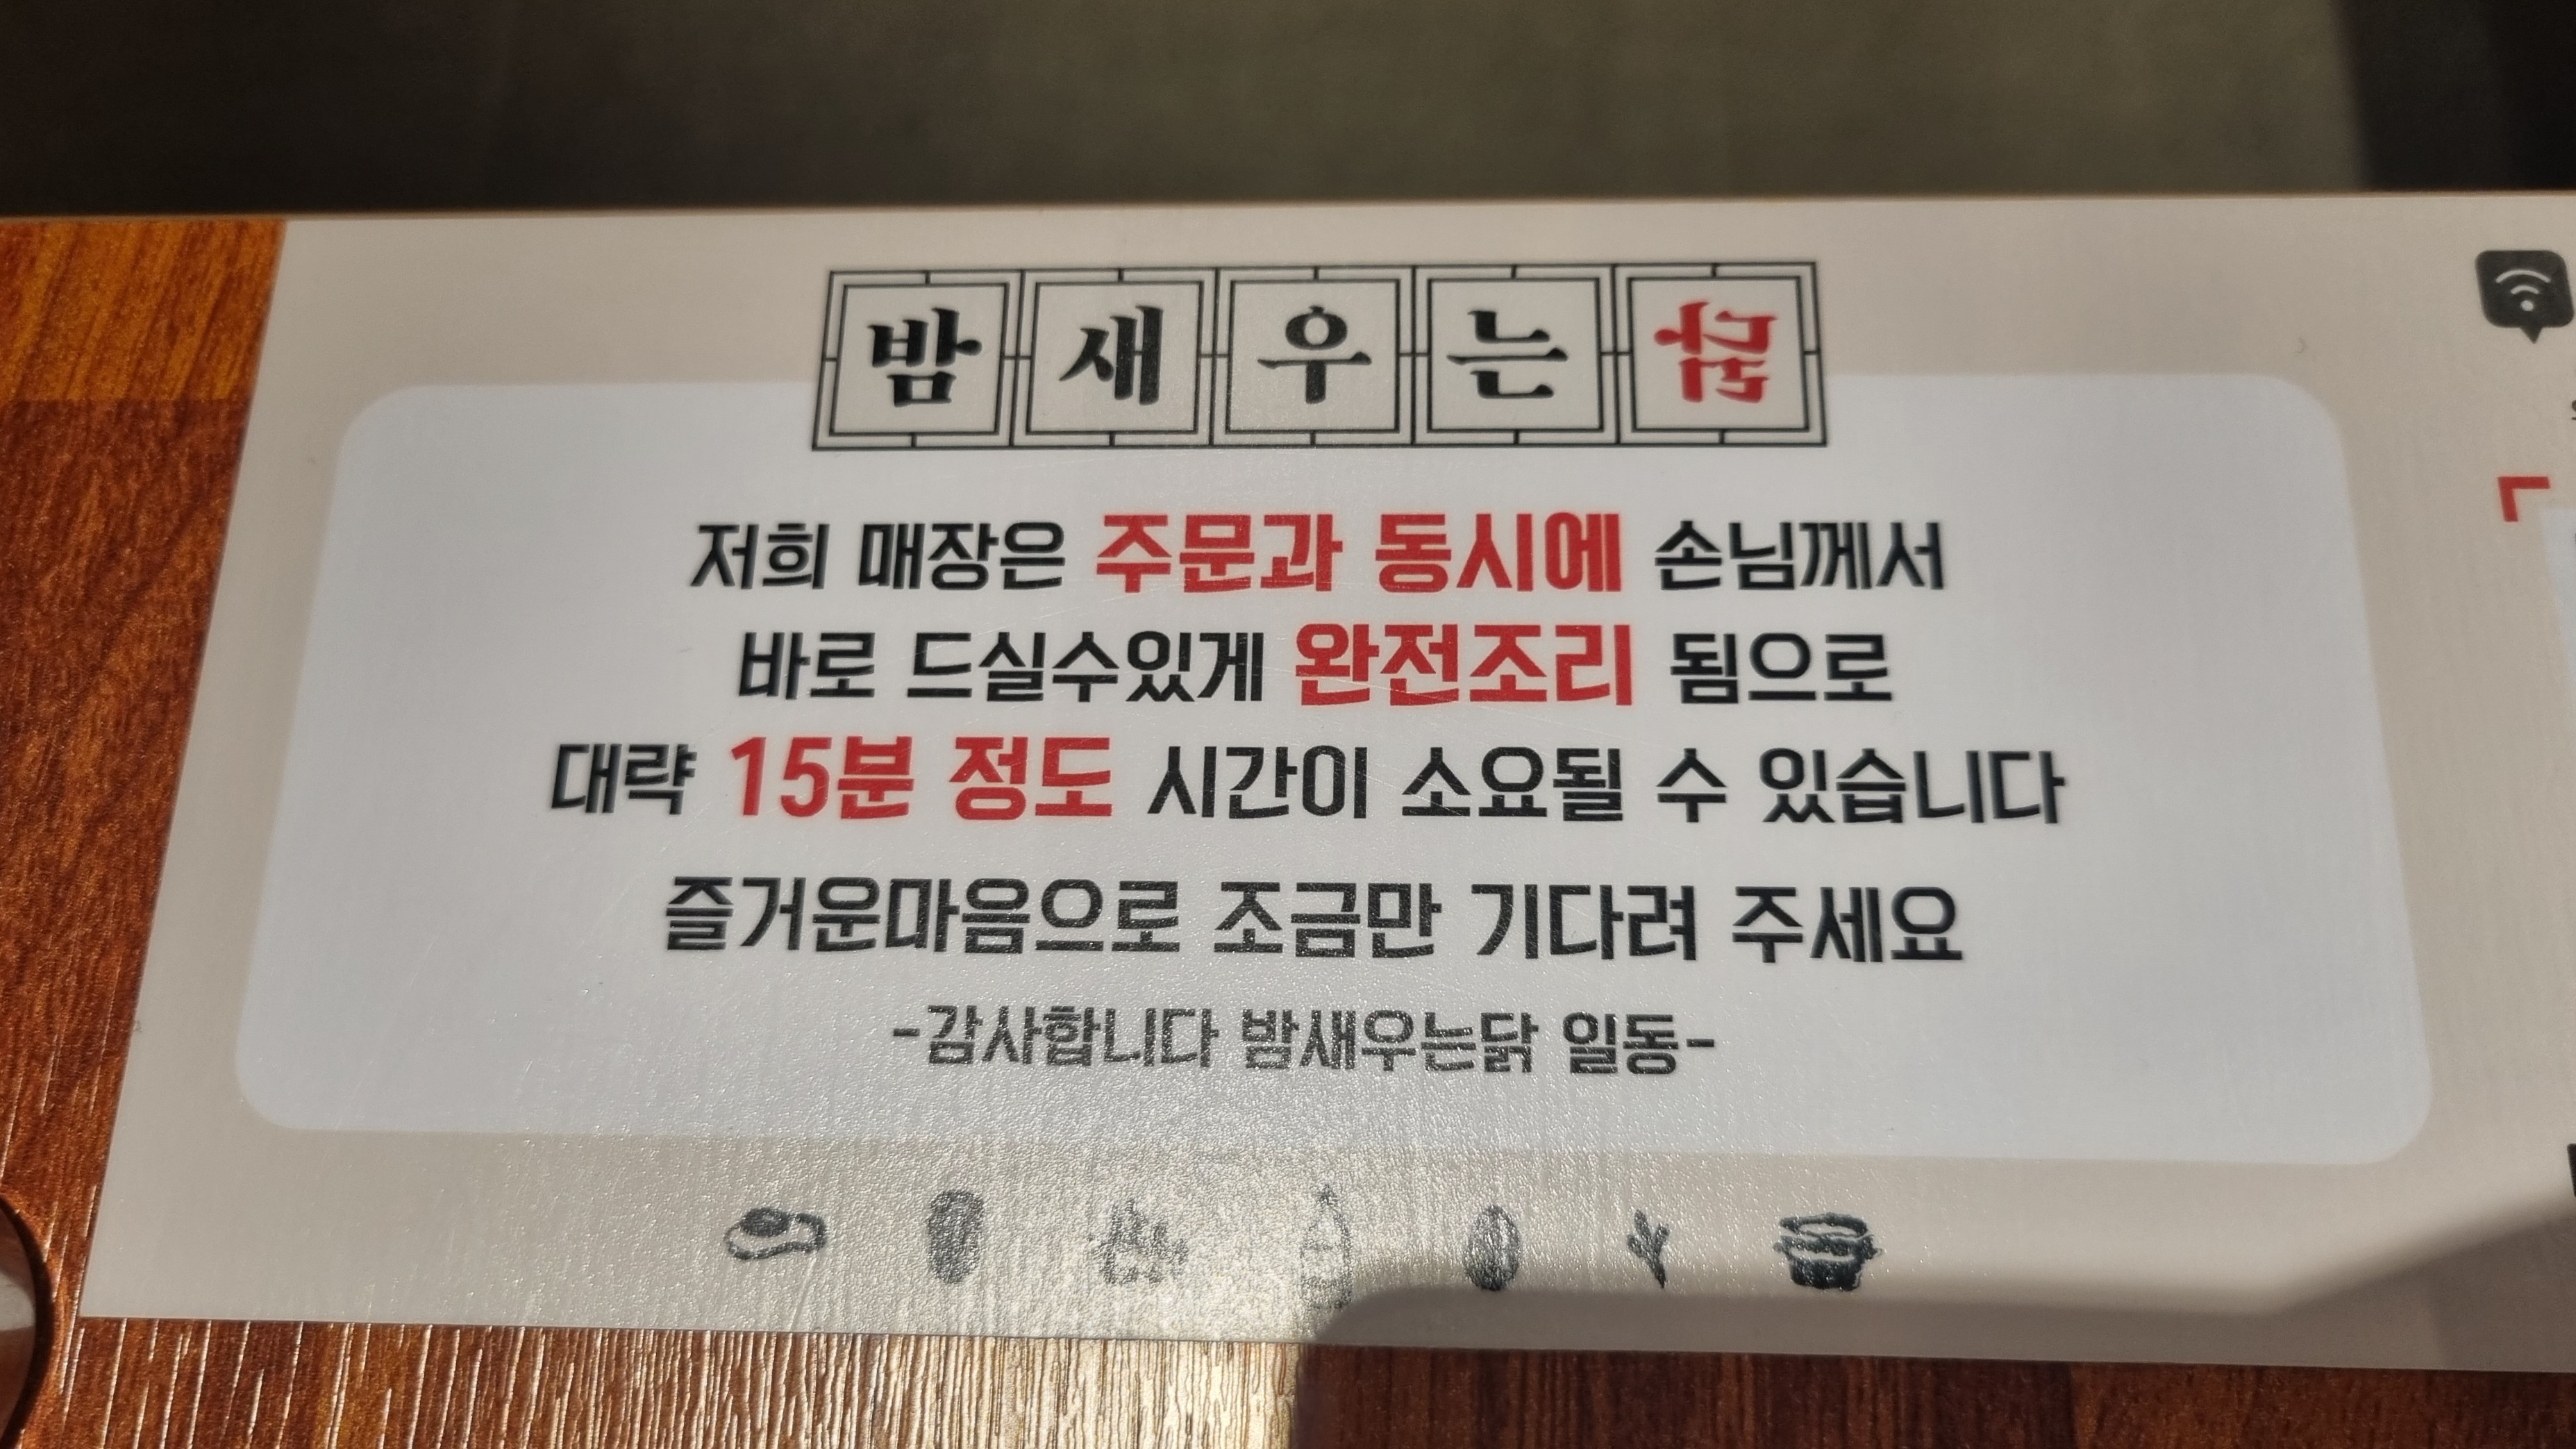 밤새우는닭
저희 매장은 주문과 동시에 손님께서
바로 드실수있게 완전조리 됨으로
대략 15분 정도 시간이 소요될 수 있습니다
즐거운마음으로 조금만 기다려 주세요
-감사합니다 밤새우는닭 일동-